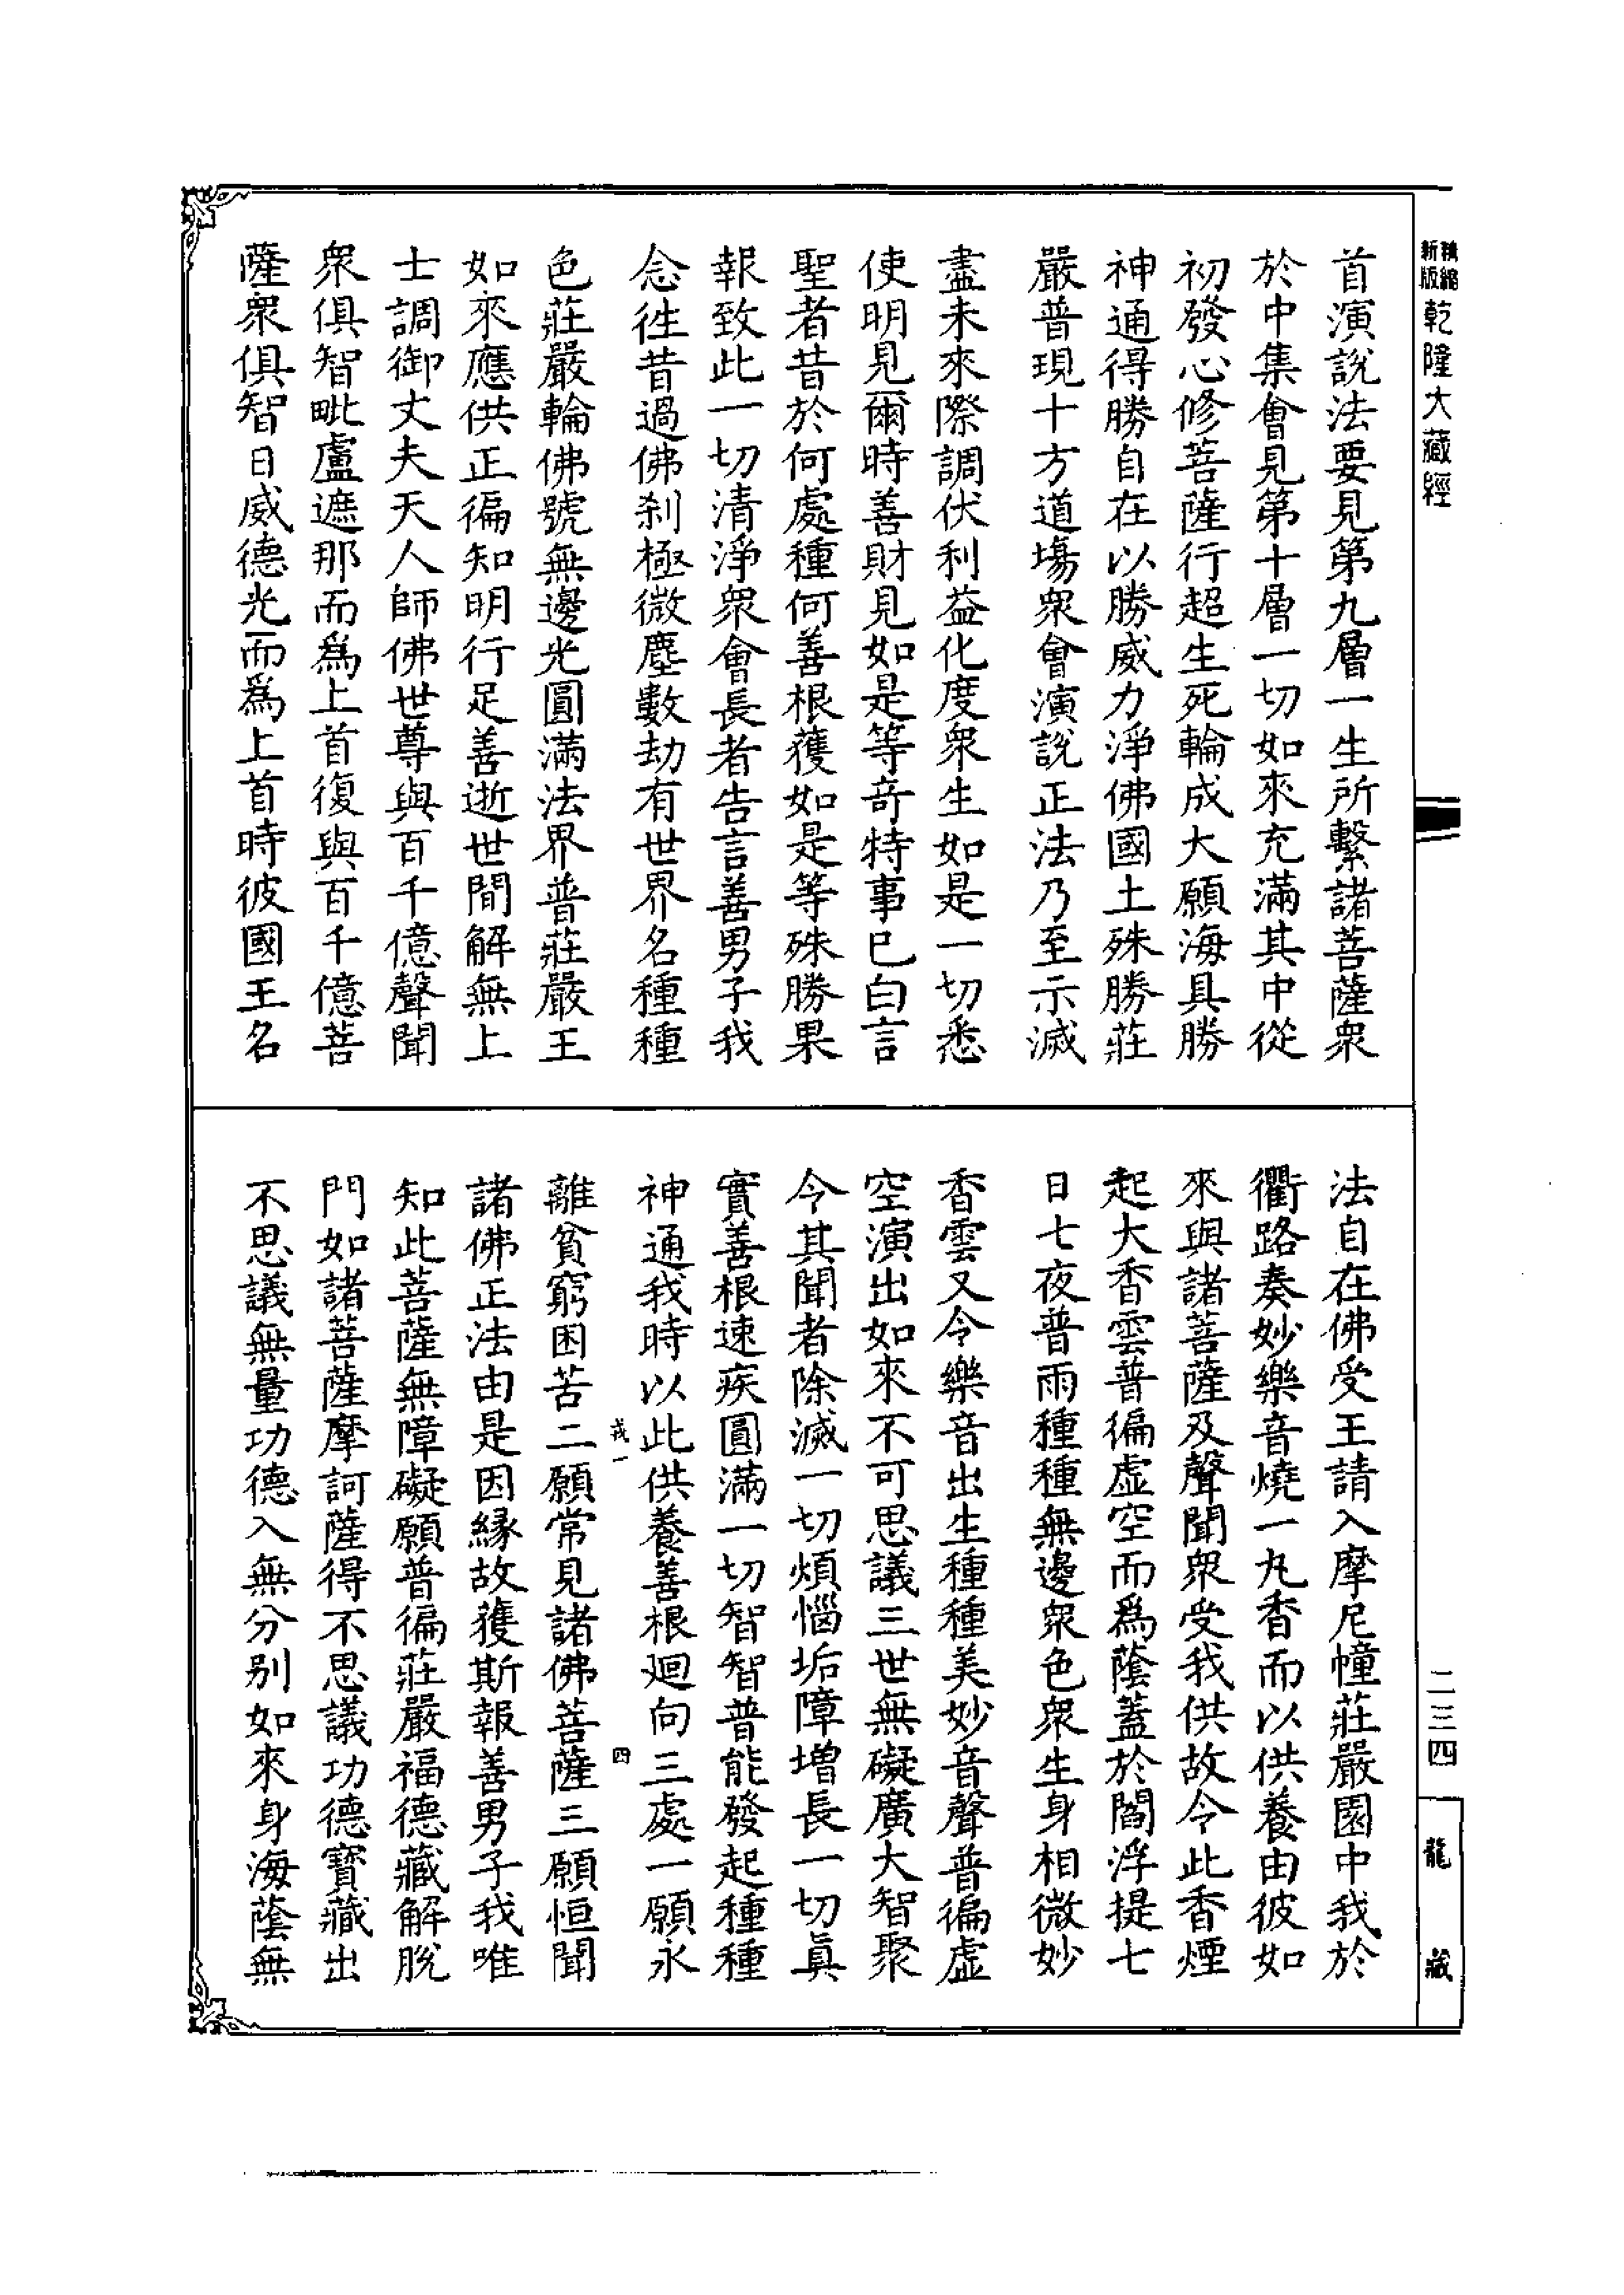 精縮
新版
乾隆大藏經
首演說法要見第九層一生所繫諸菩薩衆
於中集會見第十層一切如來充滿其中從
初發心修菩薩行超生死輪成大願海具勝
神通得勝自在以勝威力淨佛國土殊勝莊
嚴普現十方道場衆會演說正法乃至示滅
盡未來際調伏利益化度衆生如是一切悉
使明見爾時善財見如是等奇特事已白言
聖者昔於何處種何善根獲如是等殊勝果
報致此一切清淨衆會長者告言善男子我
念徃昔過佛剎極微塵數劫有世界名種種
色莊嚴輪佛號無邊光圓滿法界普莊嚴王
如來應供正徧知明行足善逝世間解無上
士調御丈夫天人師佛世尊與百千億聲聞
衆俱智毗盧遮那而爲上首復與百千億菩
薩衆俱智日威德光而爲上首時彼國王名
法自在佛受王請入摩尼幢莊嚴園中我於
衢路奏妙樂音燒一丸香而以供養由彼如
來與諸菩薩及聲聞衆受我供故令此香煙
起大香雲普徧虛空而爲蔭蓋於閻浮提七
日七夜普雨種種無邊衆色衆生身相微妙
香雲又令樂音出生種種美妙音聲普徧虛
空演出如來不可思議三世無礙廣大智聚
令其聞者除滅一切煩惱垢障增長一切眞
實善根速疾圓滿一切智智普能發起種種
神通我時以此供養善根迴向三處一願永
離貧窮困苦二願常見諸佛菩薩三願恒聞
諸佛正法由是因緣故獲斯報善男子我唯
知此菩薩無障礙願普徧莊嚴福德藏解脫
門如諸菩薩摩訶薩得不思議功德寶藏出
不思議無量功德入無分別如來身海蔭無
二三四
龍藏